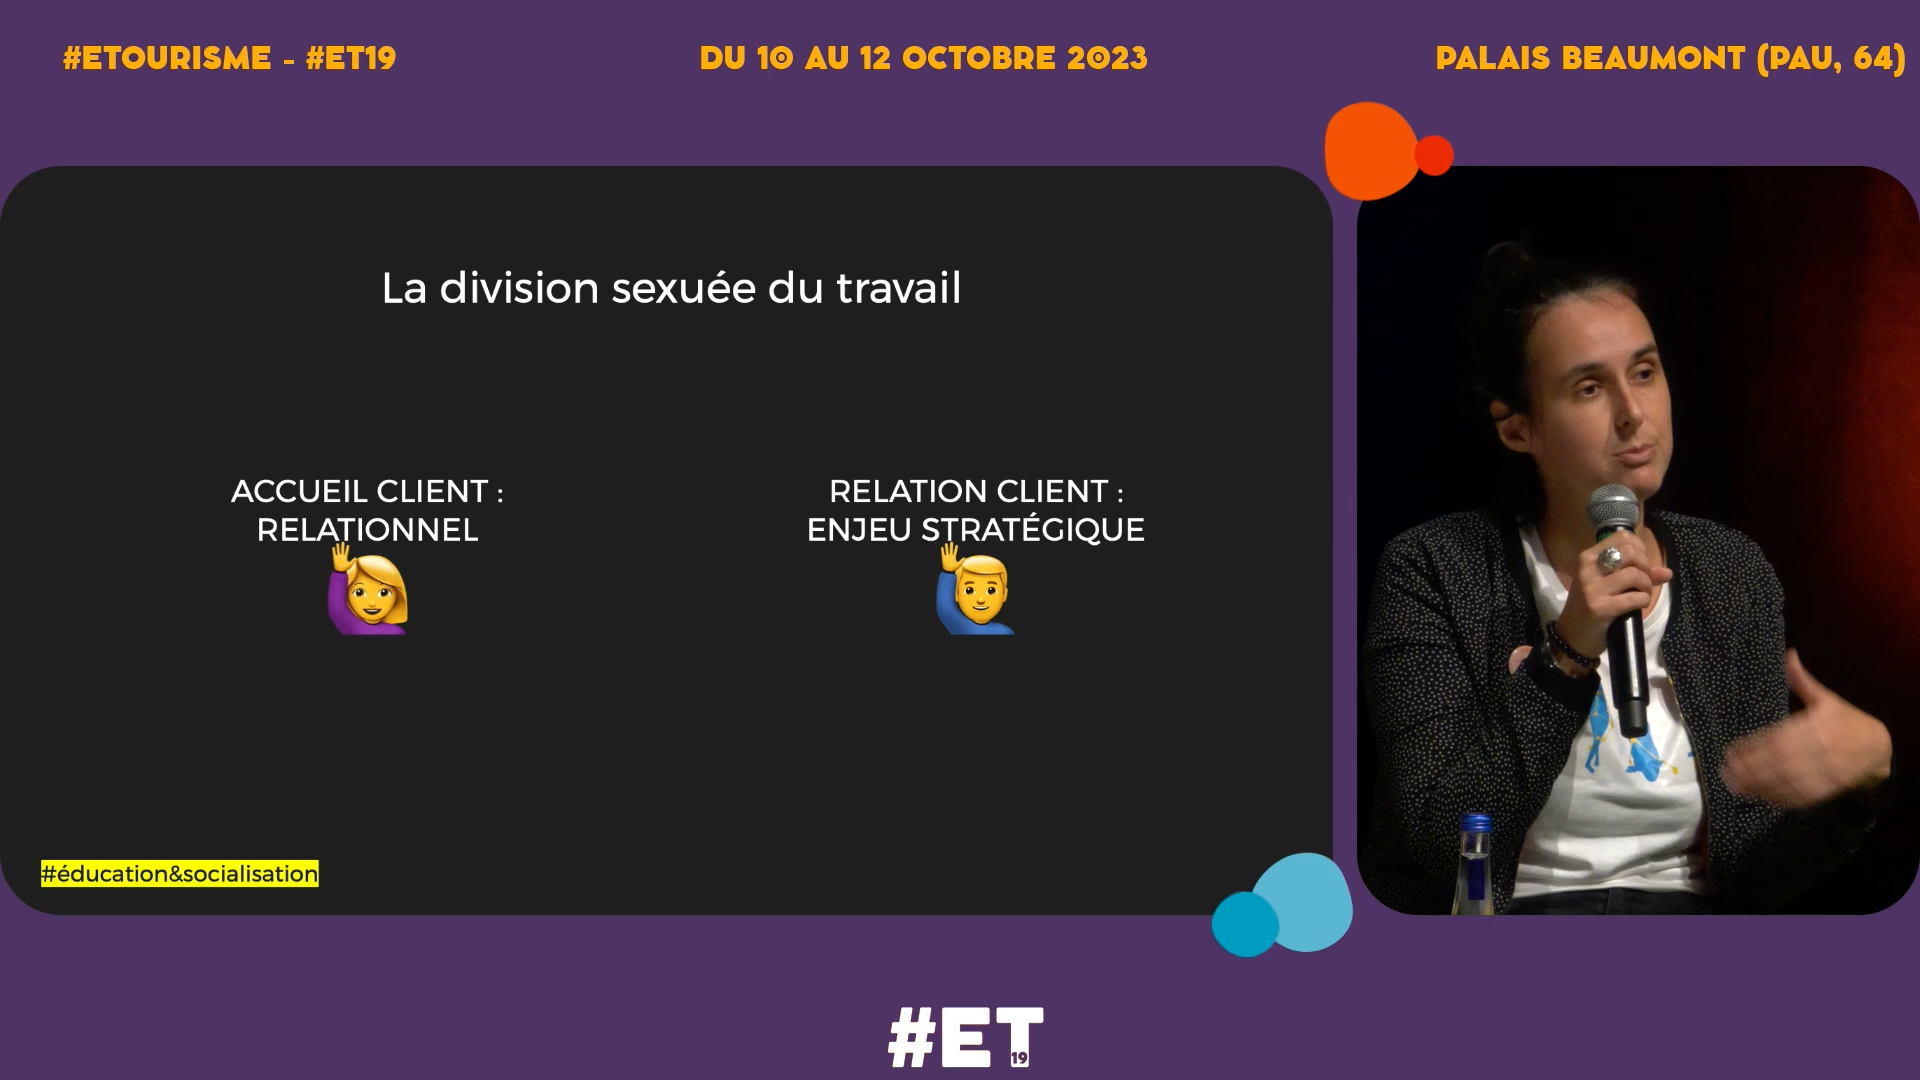 #ETOURISME - #ET19
DU 10 AU 12 OCTOBRE 2023
PALAIS BEAUMONT (PAU, 64)
La division sexuée du travail
ACCUEIL CLIENT :
RELATIONNEL
RELATION CLIENT :
ENJEU STRATÉGIQUE
#éducation&socialisation
#ET
19